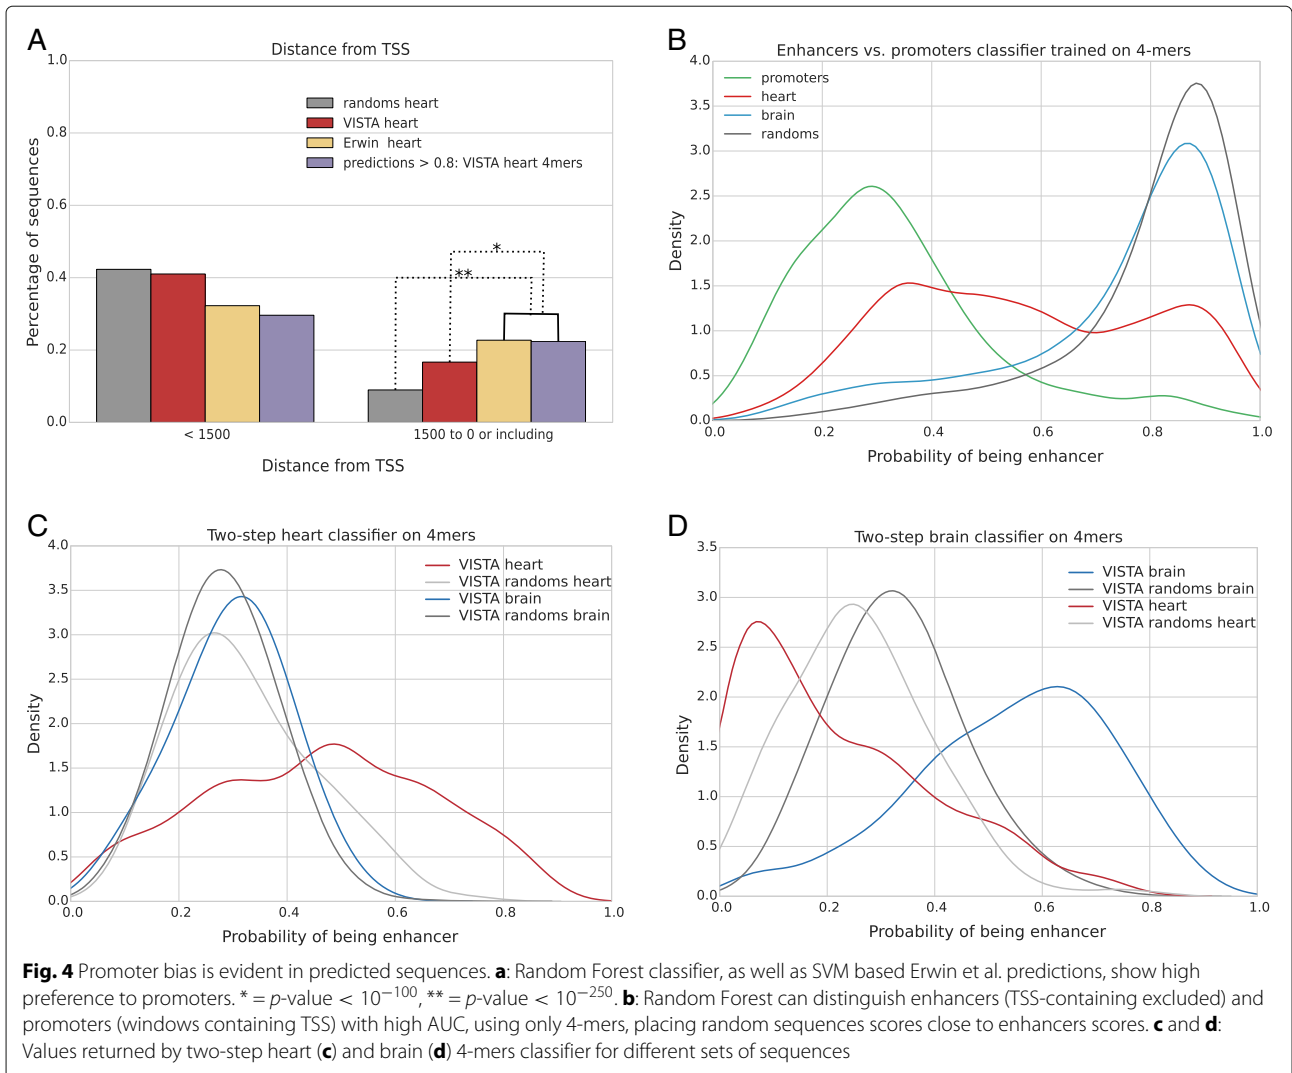 A
Distance from TSS
1.0
0.8
0.6
0.4
0.2
0.0
Percentage of sequences
randoms heart
VISTA heart
Erwin heart
predictions > 0.8: VISTA heart 4mers
*
**
< 1500
1500 to 0 or including
Distance from TSS
B
Enhancers vs. promoters classifier trained on 4-mers
4.0
3.5
3.0
2.5
2.0
1.5
1.0
0.5
0.0
Density
promoters
heart
brain
randoms
0.0 0.2 0.4 0.6 0.8 1.0
Probability of being enhancer
C
Two-step heart classifier on 4mers
4.0
3.5
3.0
2.5
2.0
1.5
1.0
0.5
0.0
Density
VISTA heart
VISTA randoms heart
VISTA brain
VISTA randoms brain
0.0 0.2 0.4 0.6 0.8 1.0
Probability of being enhancer
D
Two-step brain classifier on 4mers
3.5
3.0
2.5
2.0
1.5
1.0
0.5
0.0
Density
VISTA brain
VISTA randoms brain
VISTA heart
VISTA randoms heart
0.0 0.2 0.4 0.6 0.8 1.0
Probability of being enhancer
Fig. 4 Promoter bias is evident in predicted sequences. a: Random Forest classifier, as well as SVM based Erwin et al. predictions, show high
preference to promoters. * = p-value < 10⁻¹⁰⁰, ** = p-value < 10⁻²⁵⁰. b: Random Forest can distinguish enhancers (TSS-containing excluded) and
promoters (windows containing TSS) with high AUC, using only 4-mers, placing random sequences scores close to enhancers scores. c and d:
Values returned by two-step heart (c) and brain (d) 4-mers classifier for different sets of sequences